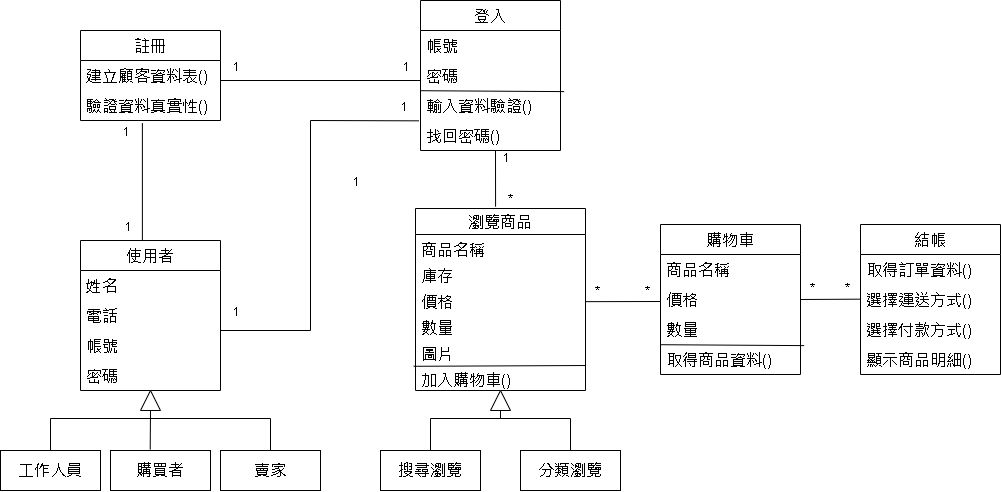 登入
帳號
密碼
輸入資料驗證()
找回密碼()
註冊
建立顧客資料表()
驗證資料真實性()
1
1
1
1
1
1
*
1
1
使用者
姓名
電話
帳號
密碼
瀏覽商品
商品名稱
庫存
價格
數量
圖片
加入購物車()
*
*
購物車
商品名稱
價格
數量
取得商品資料()
*
*
結帳
取得訂單資料()
選擇運送方式()
選擇付款方式()
顯示商品明細()
工作人員
購買者
賣家
搜尋瀏覽
分類瀏覽